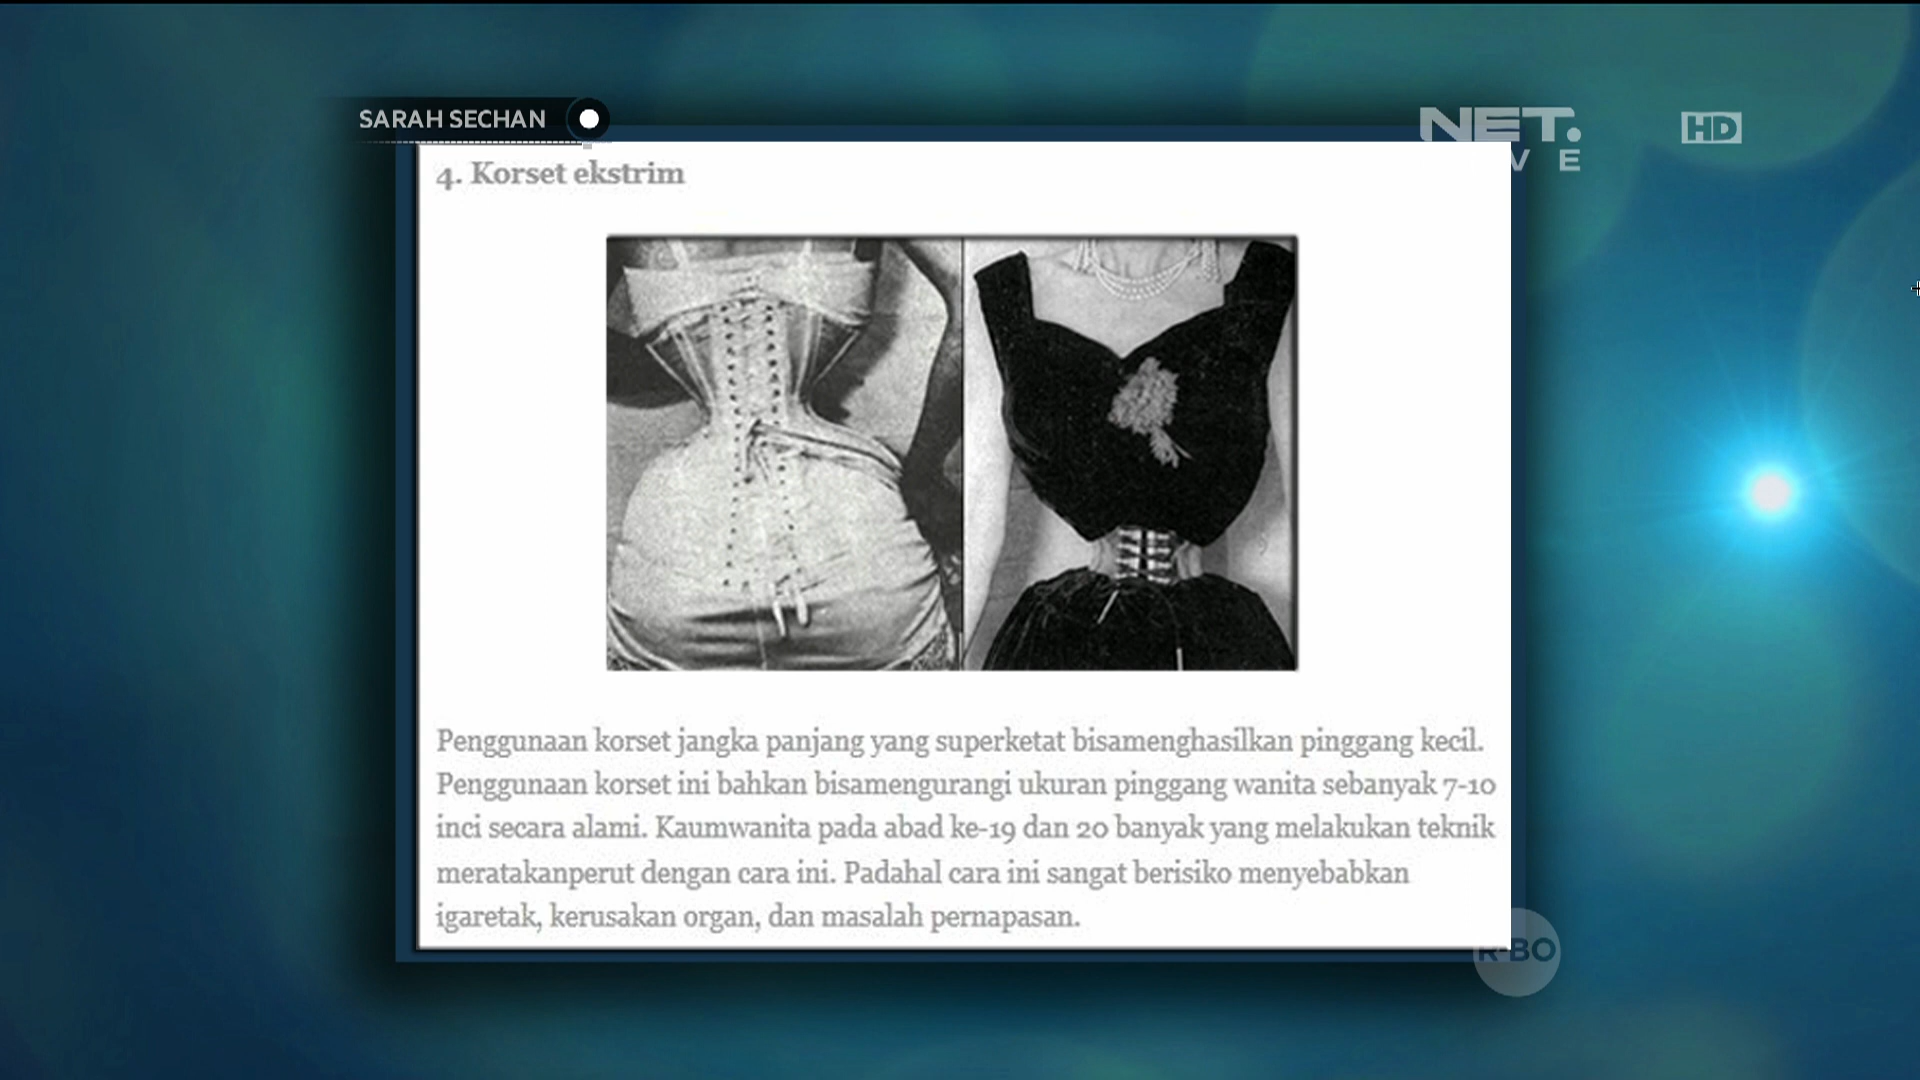 SARAH SECHAN
NET.
HD
VE
4. Korset ekstrim
Penggunaan korset jangka panjang yang superketat bisamenghasilkan pinggang kecil.
Penggunaan korset ini bahkan bisamengurangi ukuran pinggang wanita sebanyak 7-10
inci secara alami. Kaumwanita pada abad ke-19 dan 20 banyak yang melakukan teknik
meratakanperut dengan cara ini. Padahal cara ini sangat berisiko menyebabkan
igaretak, kerusakan organ, dan masalah pernapasan.
R-BO